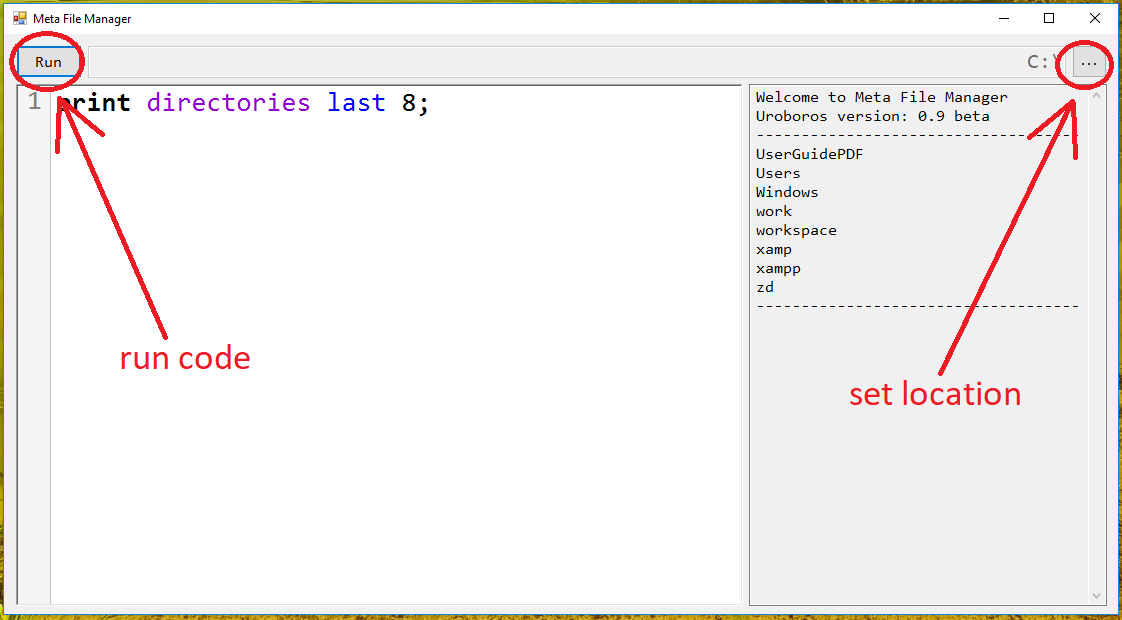 Meta File Manager
Run
C:\
...
1
print directories last 8;
Welcome to Meta File Manager
Uroboros version: 0.9 beta
------------------------------------
UserGuidePDF
Users
Windows
work
workspace
xamp
xampp
zd
------------------------------------
run code
set location